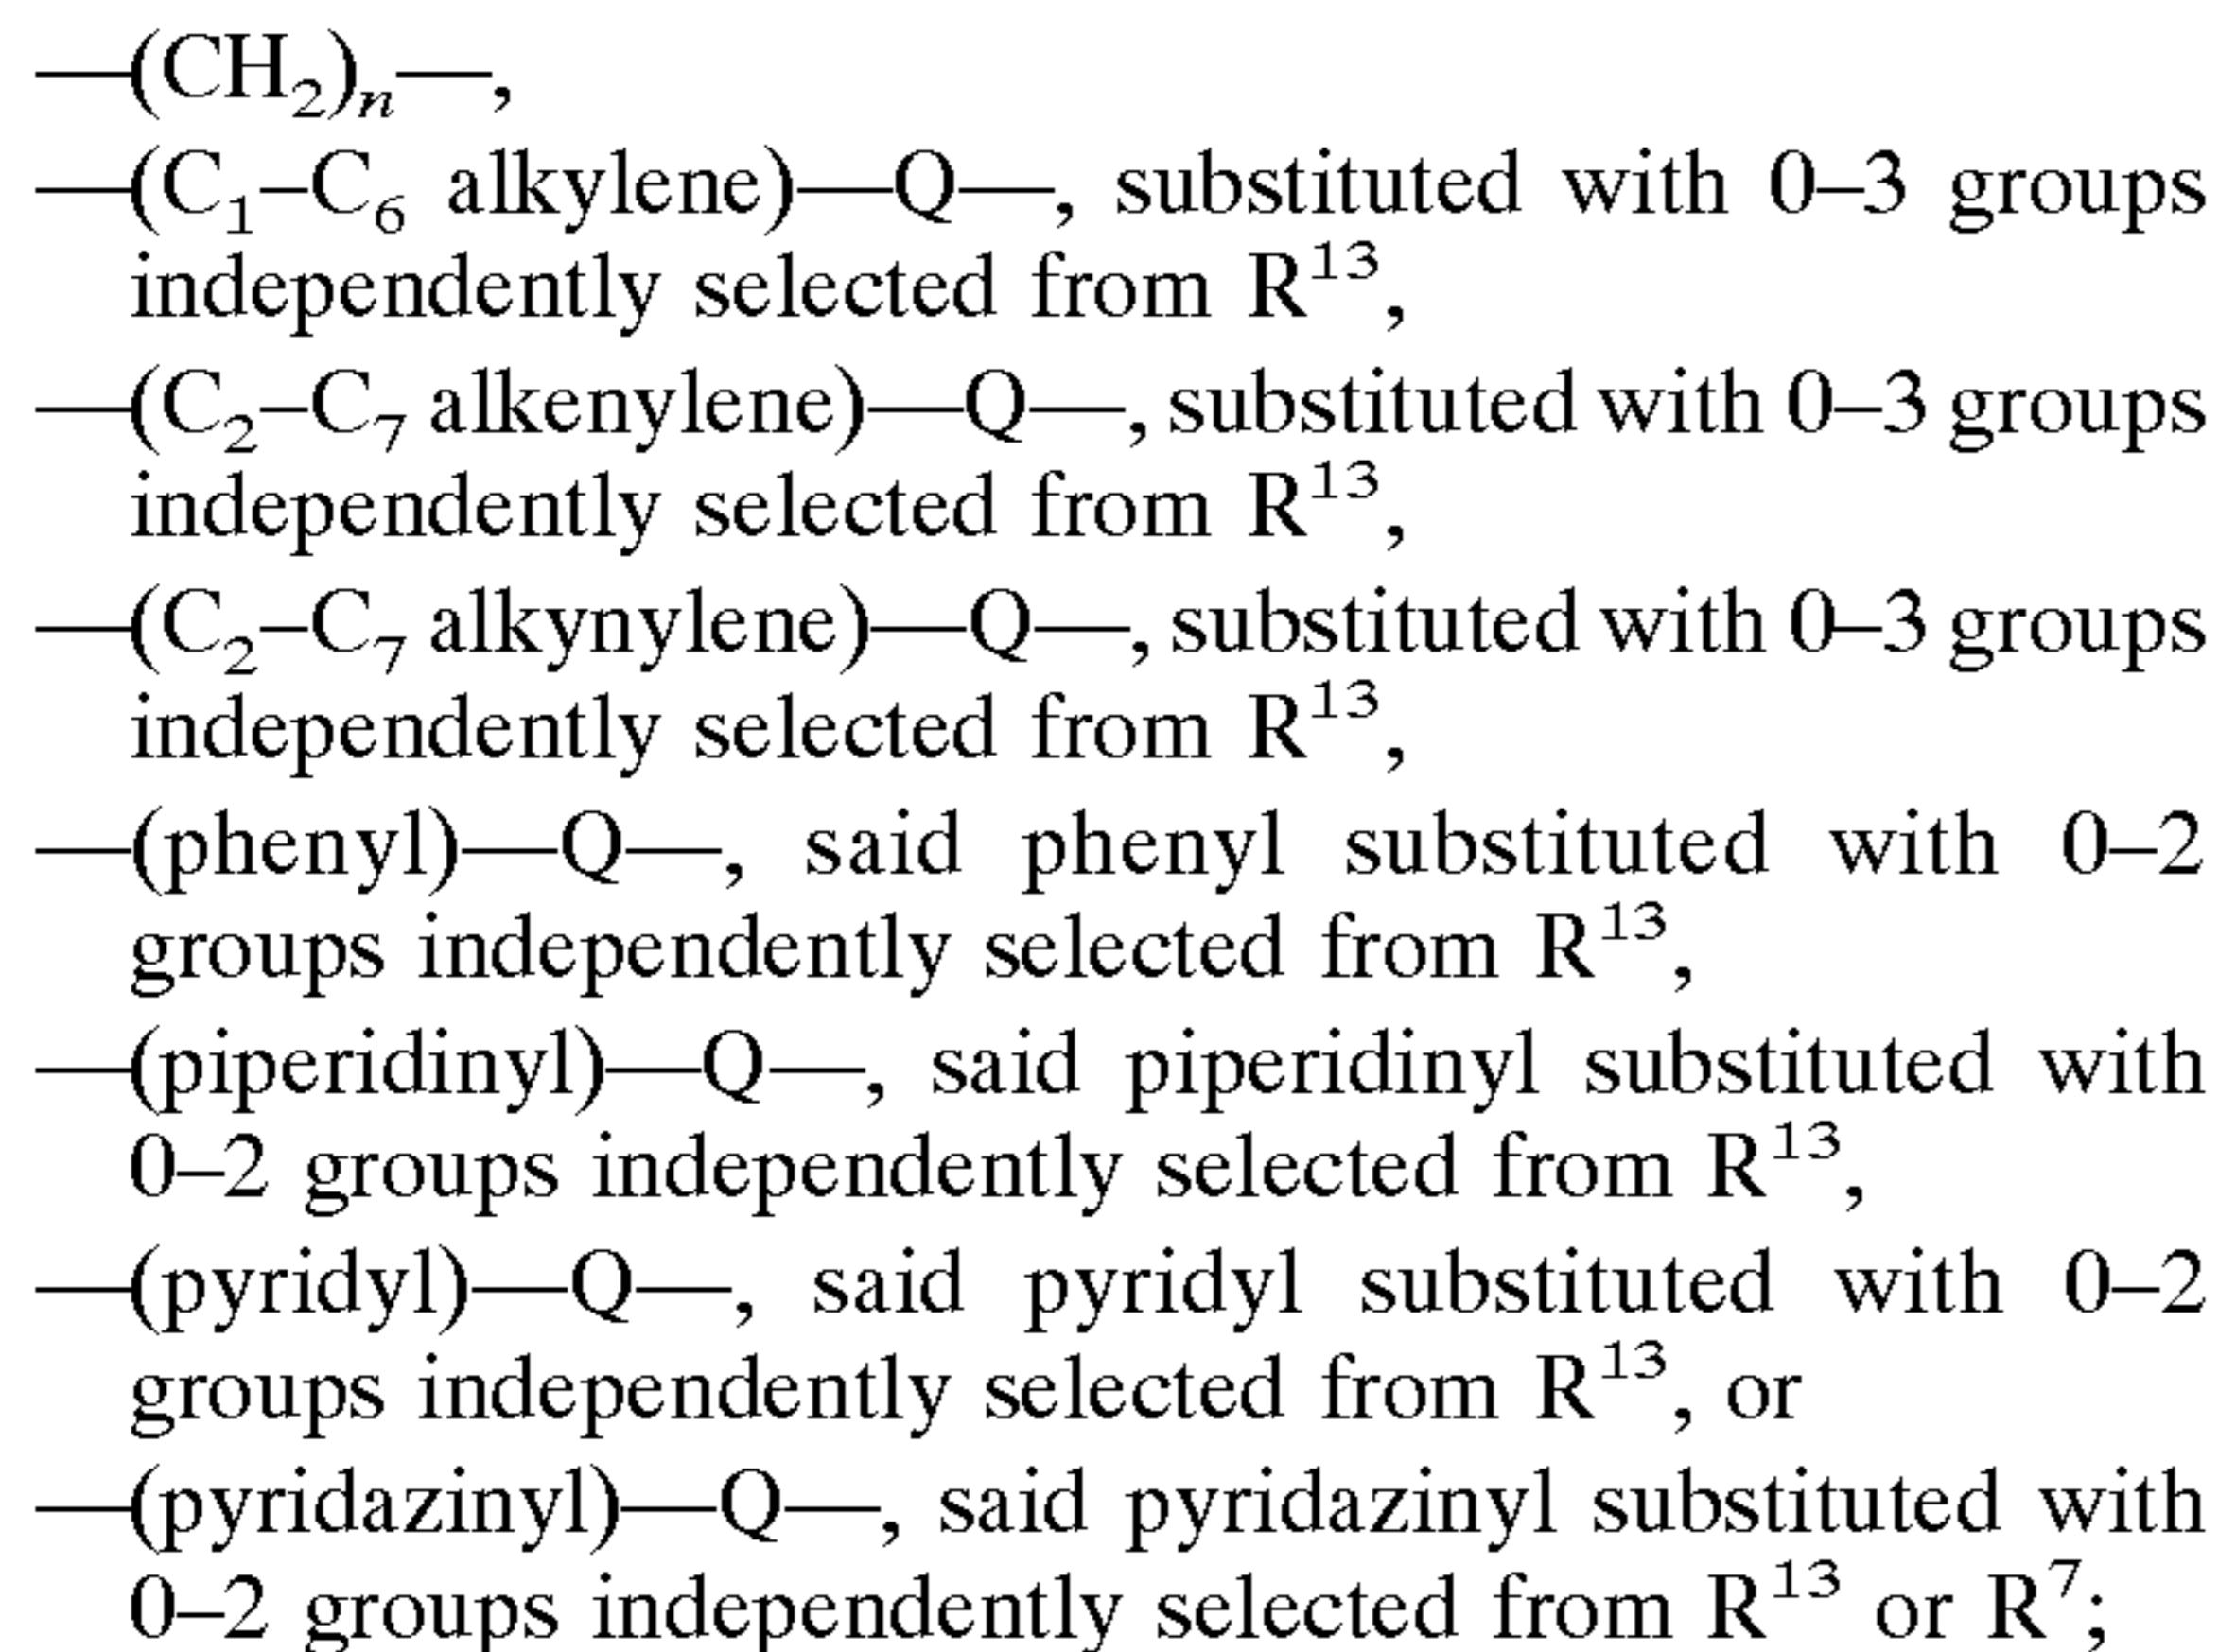 —(CH₂)ₙ—,
—(C₁–C₆ alkylene)—Q—, substituted with 0–3 groups
independently selected from R¹³,
—(C₂–C₇ alkenylene)—Q—, substituted with 0–3 groups
independently selected from R¹³,
—(C₂–C₇ alkynylene)—Q—, substituted with 0–3 groups
independently selected from R¹³,
—(phenyl)—Q—, said phenyl substituted with 0–2
groups independently selected from R¹³,
—(piperidinyl)—Q—, said piperidinyl substituted with
0–2 groups independently selected from R¹³,
—(pyridyl)—Q—, said pyridyl substituted with 0–2
groups independently selected from R¹³, or
—(pyridazinyl)—Q—, said pyridazinyl substituted with
0–2 groups independently selected from R¹³ or R⁷;